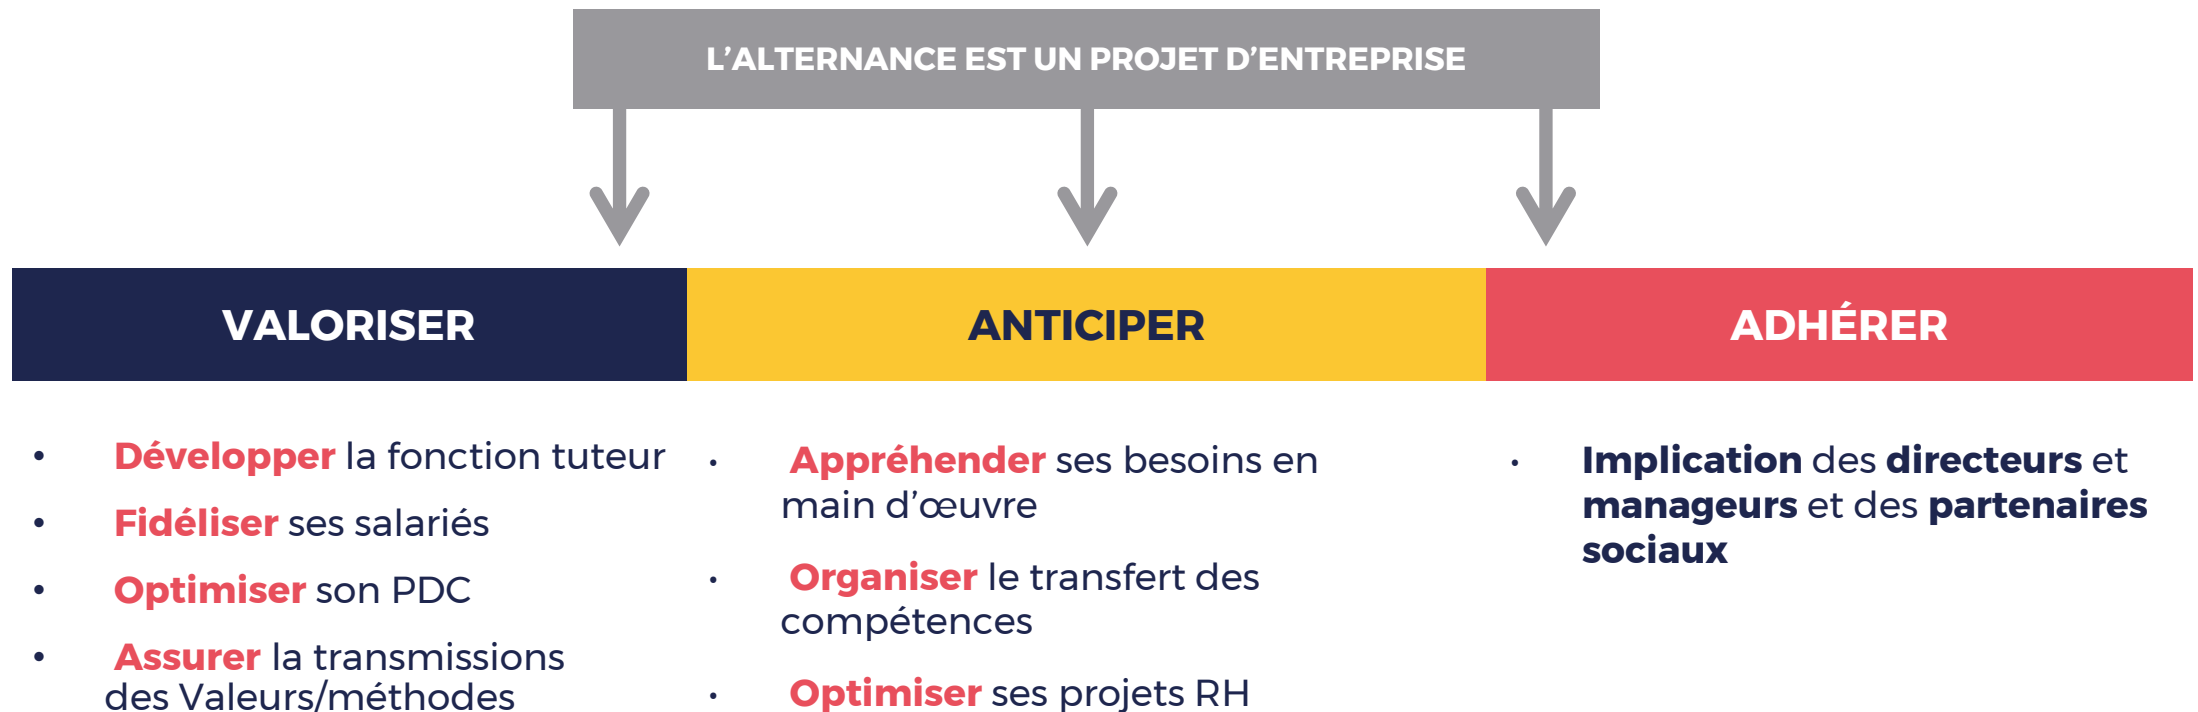 L’ALTERNANCE EST UN PROJET D’ENTREPRISE
VALORISER
• Développer la fonction tuteur
• Fidéliser ses salariés
• Optimiser son PDC
• Assurer la transmissions
des Valeurs/méthodes
ANTICIPER
• Appréhender ses besoins en
main d’œuvre
• Organiser le transfert des
compétences
• Optimiser ses projets RH
ADHÉRER
• Implication des directeurs et
manageurs et des partenaires
sociaux